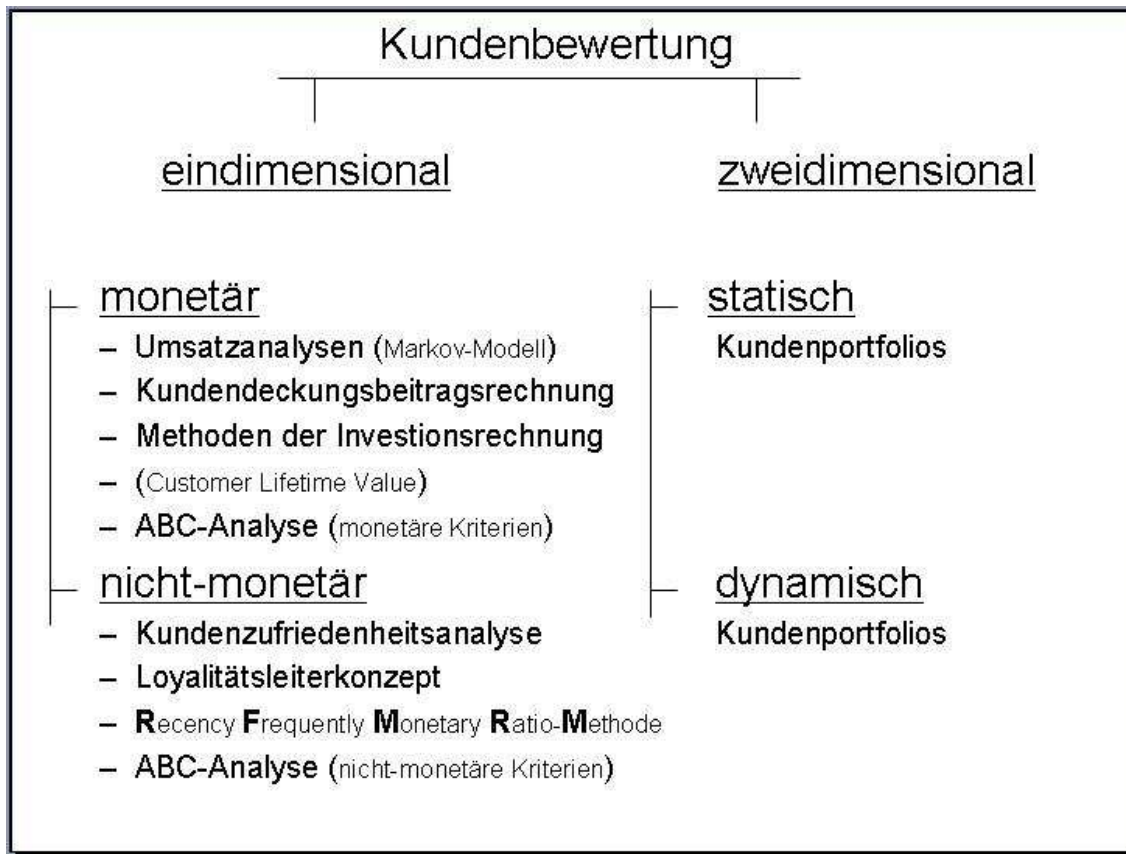 Kundenbewertung
eindimensional
zweidimensional
monetär
– Umsatzanalysen (Markov-Modell)
– Kundendeckungsbeitragsrechnung
– Methoden der Investionsrechnung
– (Customer Lifetime Value)
– ABC-Analyse (monetäre Kriterien)
nicht-monetär
– Kundenzufriedenheitsanalyse
– Loyalitätsleiterkonzept
– Recency Frequently Monetary Ratio-Methode
– ABC-Analyse (nicht-monetäre Kriterien)
statisch
Kundenportfolios
dynamisch
Kundenportfolios